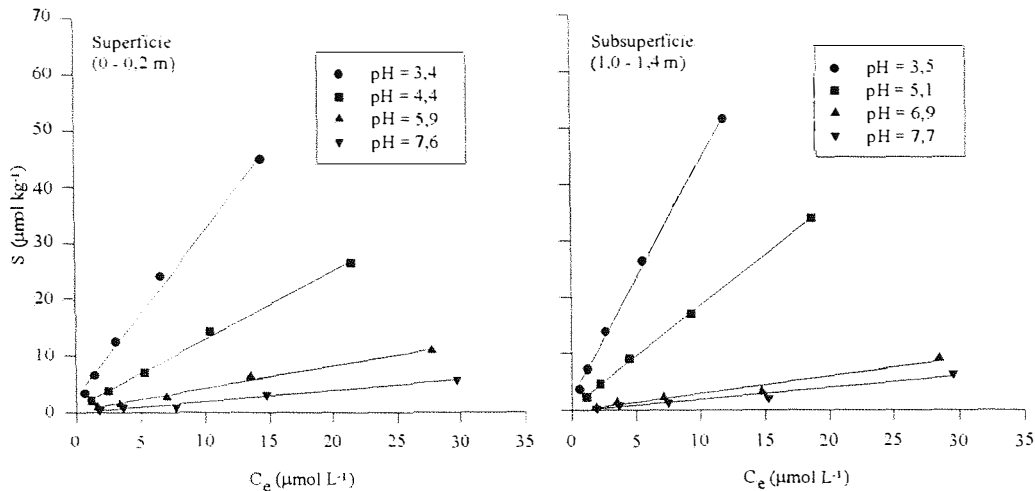 70
60
50
40
30
20
10
0
S (µmol kg⁻¹)
Superfície
(0 - 0,2 m)
pH = 3,4
pH = 4,4
pH = 5,9
pH = 7,6
0 5 10 15 20 25 30 35
Cₑ (µmol L⁻¹)
Subsuperfície
(1,0 - 1,4 m)
pH = 3,5
pH = 5,1
pH = 6,9
pH = 7,7
0 5 10 15 20 25 30 35
Cₑ (µmol L⁻¹)